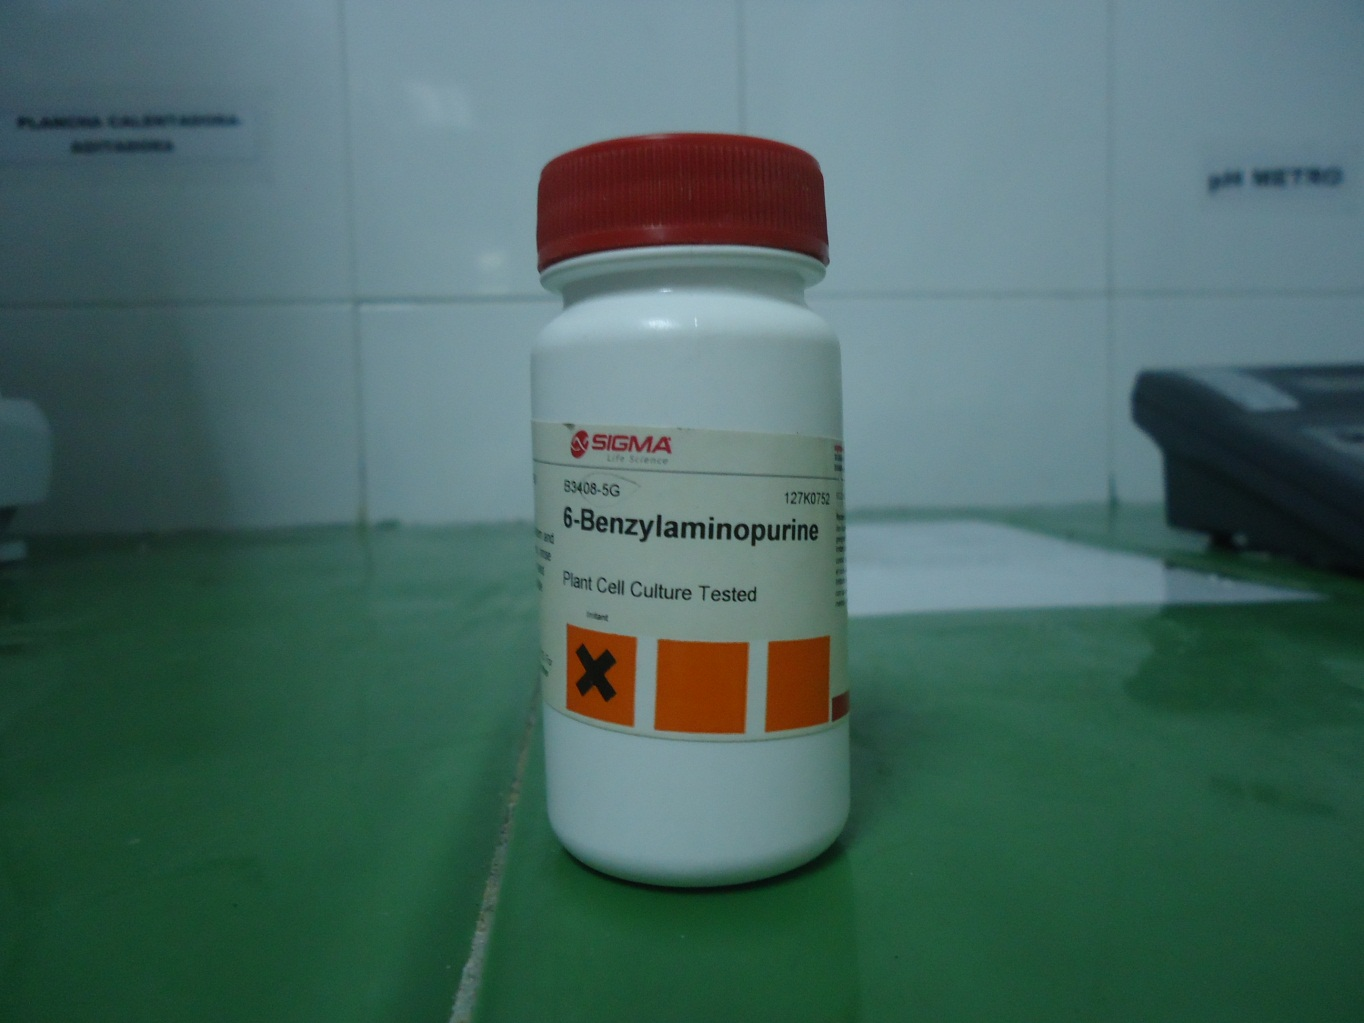 PLANCHA CALENTADORA
AGITADORA
pH METRO
SIGMA
Life Science
B3408-5G
127K0752
6-Benzylaminopurine
Plant Cell Culture Tested
Irritant